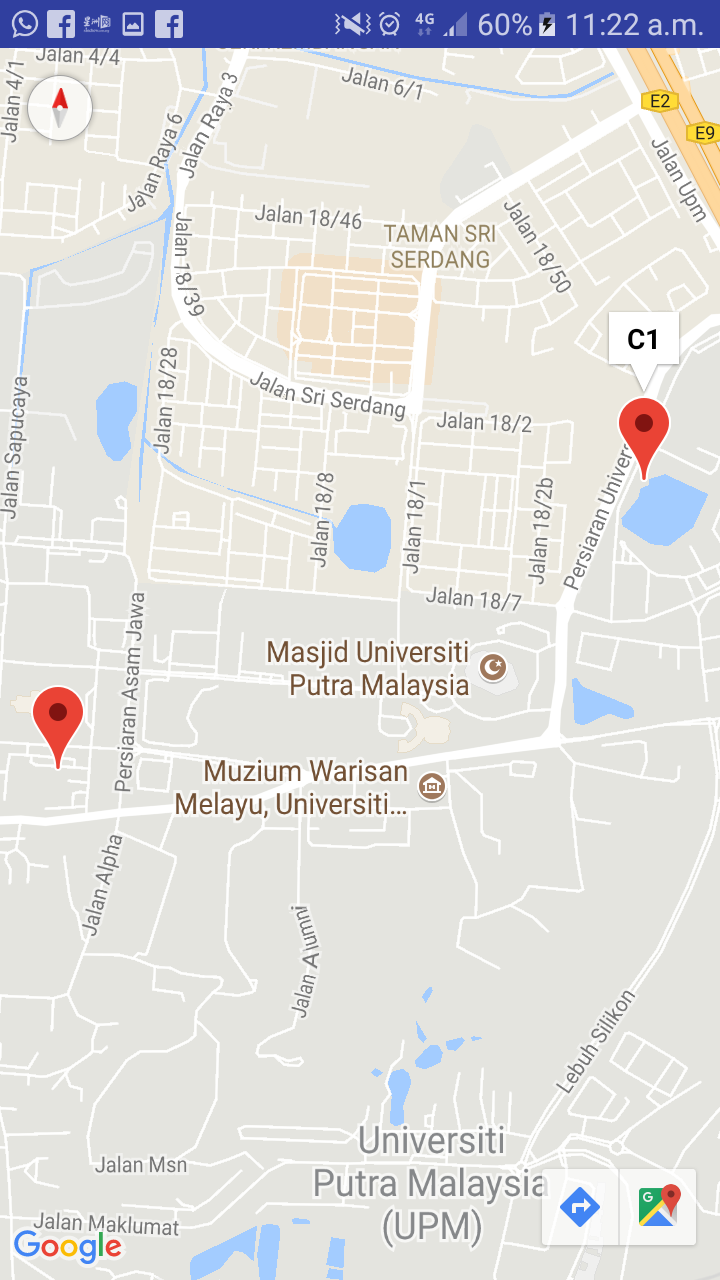 4G 60% 11:22 a.m.
Jalan 4/4
Jalan 4/1
Jalan 6/1
Jalan Raya 3
Jalan Raya 6
E2
E9
Jalan Upm
Jalan 18/46
TAMAN SRI
SERDANG
Jalan 18/50
Jalan 18/39
C1
Jalan 18/28
Jalan Sri Serdang
Jalan 18/2
Jalan Sapucaya
Jalan 18/8
Jalan 18/1
Jalan 18/2b
Persiaran Univers
Jalan 18/7
Persiaran Asam Jawa
Masjid Universiti
Putra Malaysia
Muzium Warisan
Melayu, Universiti...
Jalan Alpha
Jalan Alumni
Lebuh Silikon
Universiti
Putra Malaysia
(UPM)
Jalan Msn
Jalan Maklumat
Google
G